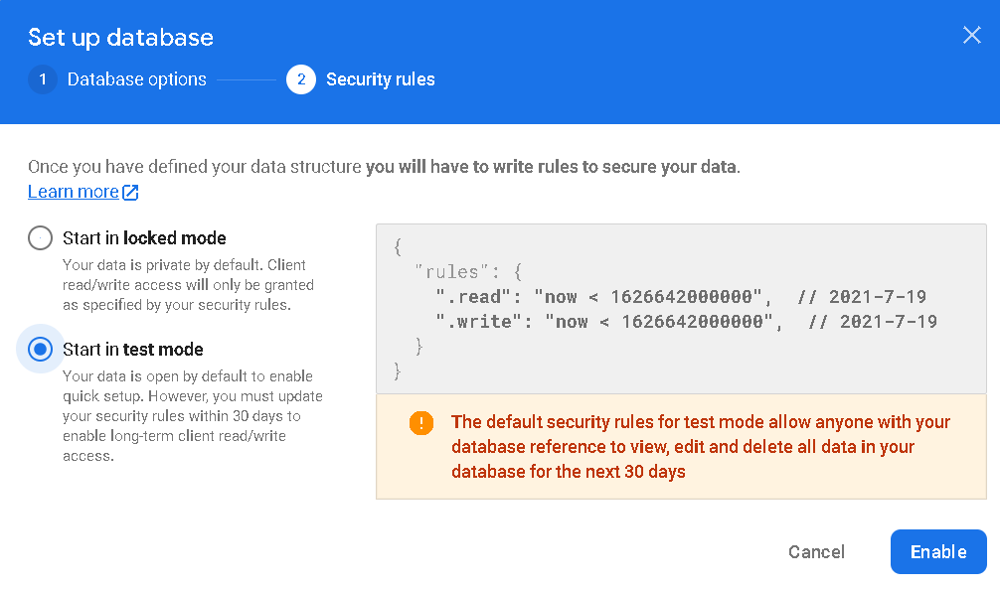 Set up database
1 Database options
2 Security rules
Once you have defined your data structure you will have to write rules to secure your data.
Learn more
Start in locked mode
Your data is private by default. Client
read/write access will only be granted
as specified by your security rules.
Start in test mode
Your data is open by default to enable
quick setup. However, you must update
your security rules within 30 days to
enable long-term client read/write
access.
{
"rules": {
".read": "now < 1626642000000",  // 2021-7-19
".write": "now < 1626642000000",  // 2021-7-19
}
}
! The default security rules for test mode allow anyone with your
database reference to view, edit and delete all data in your
database for the next 30 days
Cancel
Enable